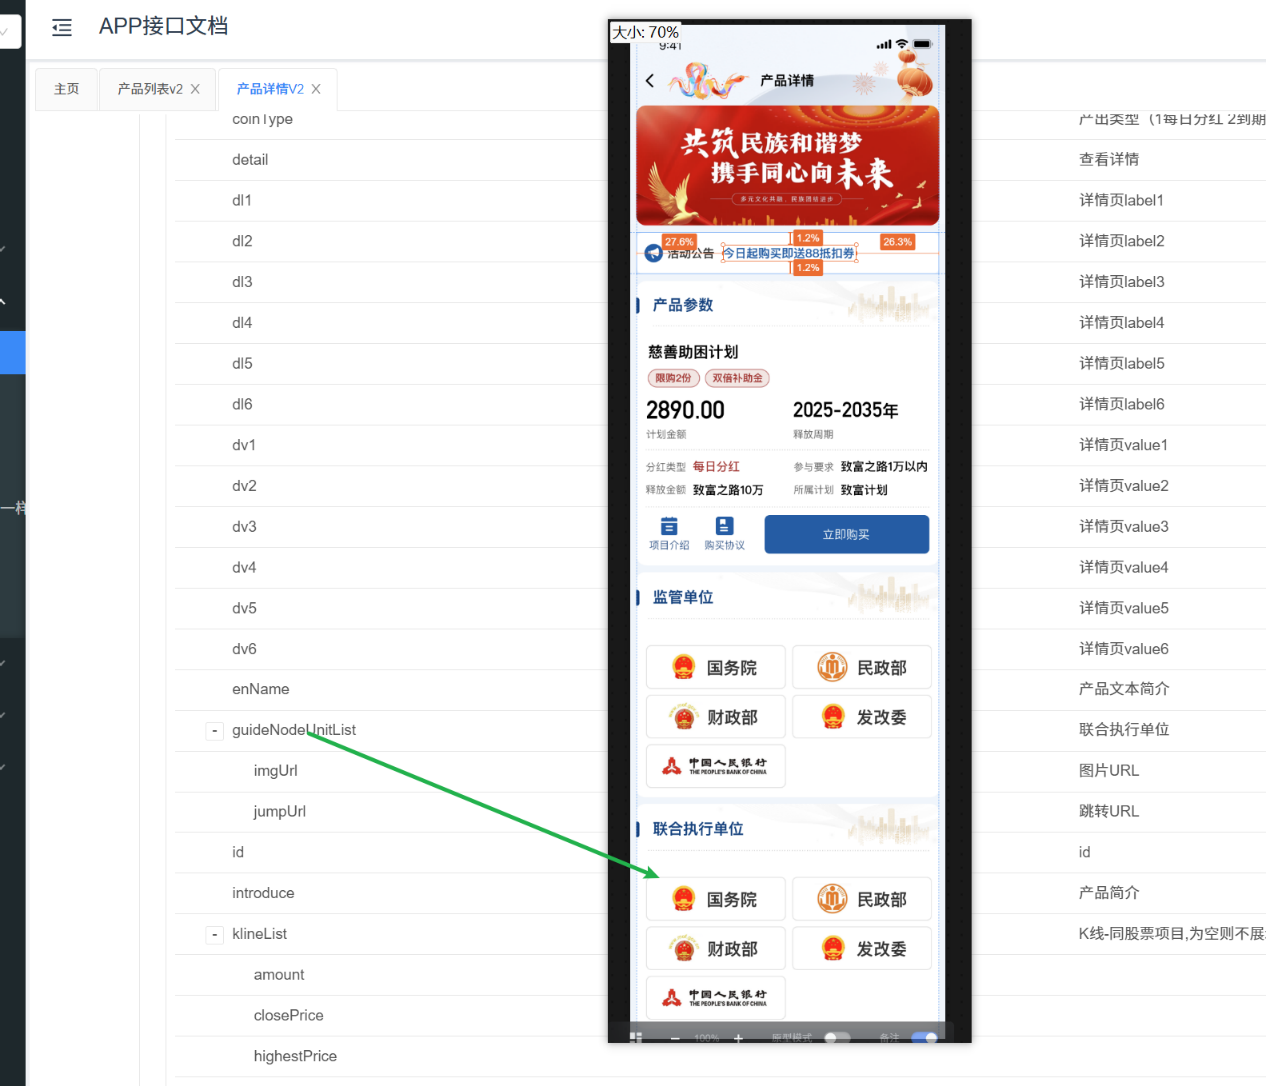 APP接口文档
主页
产品列表v2
产品详情V2
coinType
产出类型（1每日分红 2到期
detail
查看详情
dl1
详情页label1
dl2
详情页label2
dl3
详情页label3
dl4
详情页label4
dl5
详情页label5
dl6
详情页label6
dv1
详情页value1
dv2
详情页value2
dv3
详情页value3
dv4
详情页value4
dv5
详情页value5
dv6
详情页value6
enName
产品文本简介
- guideNodeUnitList
联合执行单位
imgUrl
图片URL
jumpUrl
跳转URL
id
id
introduce
产品简介
- klineList
K线-同股票项目,为空则不展
amount
closePrice
highestPrice
一样
大小: 70%
9:41
产品详情
共筑民族和谐梦
携手同心向未来
多元文化共融，民族团结进步
27.6%
1.2%
26.3%
活动公告
今日起购买即送88抵扣券
1.2%
产品参数
慈善助困计划
限购2份
双倍补助金
2890.00
2025-2035年
计划金额
释放周期
分红类型 每日分红
参与要求 致富之路1万以内
释放金额 致富之路10万
所属计划 致富计划
项目介绍
购买协议
立即购买
监管单位
国务院
民政部
财政部
发改委
中国人民银行
THE PEOPLE'S BANK OF CHINA
联合执行单位
国务院
民政部
财政部
发改委
中国人民银行
THE PEOPLE'S BANK OF CHINA
100%
原型模式
备注